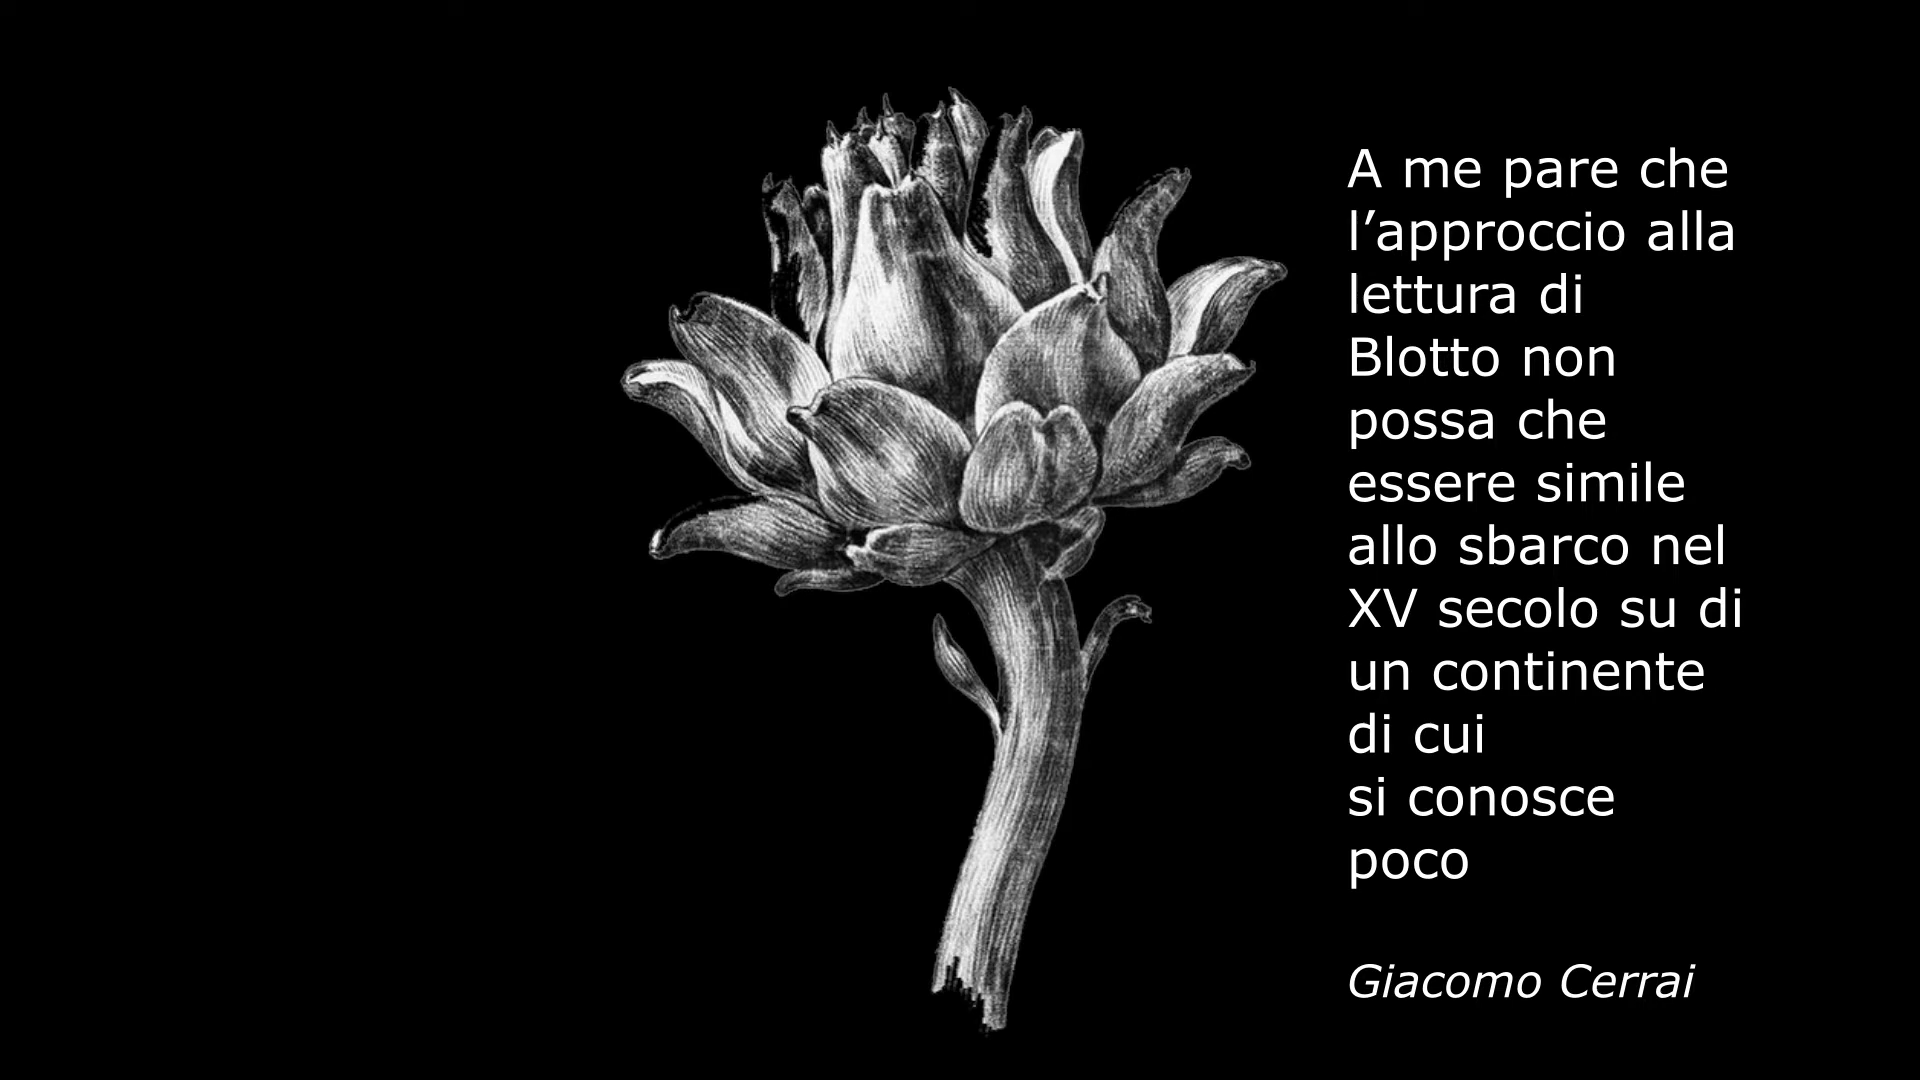 A me pare che
l’approccio alla
lettura di
Blotto non
possa che
essere simile
allo sbarco nel
XV secolo su di
un continente
di cui
si conosce
poco
Giacomo Cerrai